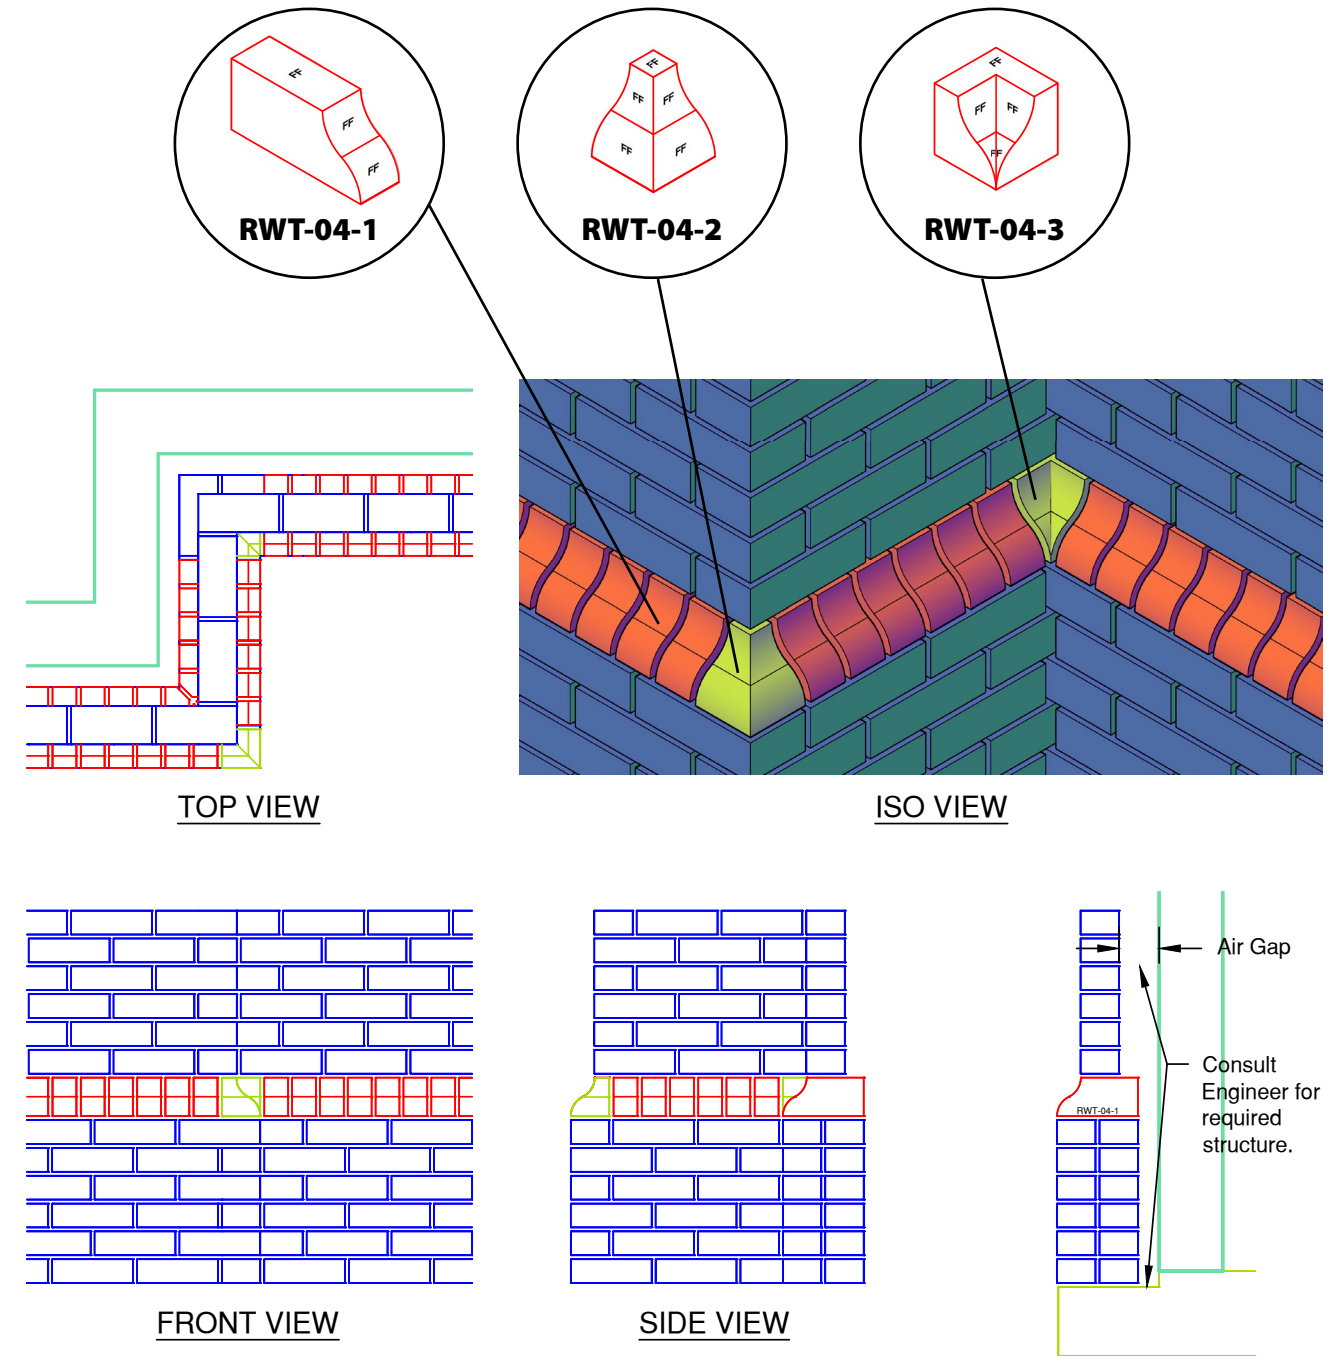 FF
FF
FF
RWT-04-1
FF
FF
FF
FF
FF
RWT-04-2
FF
FF
FF
FF
RWT-04-3
TOP VIEW
ISO VIEW
Air Gap
Consult
Engineer for
required
structure.
RWT-04-1
FRONT VIEW
SIDE VIEW